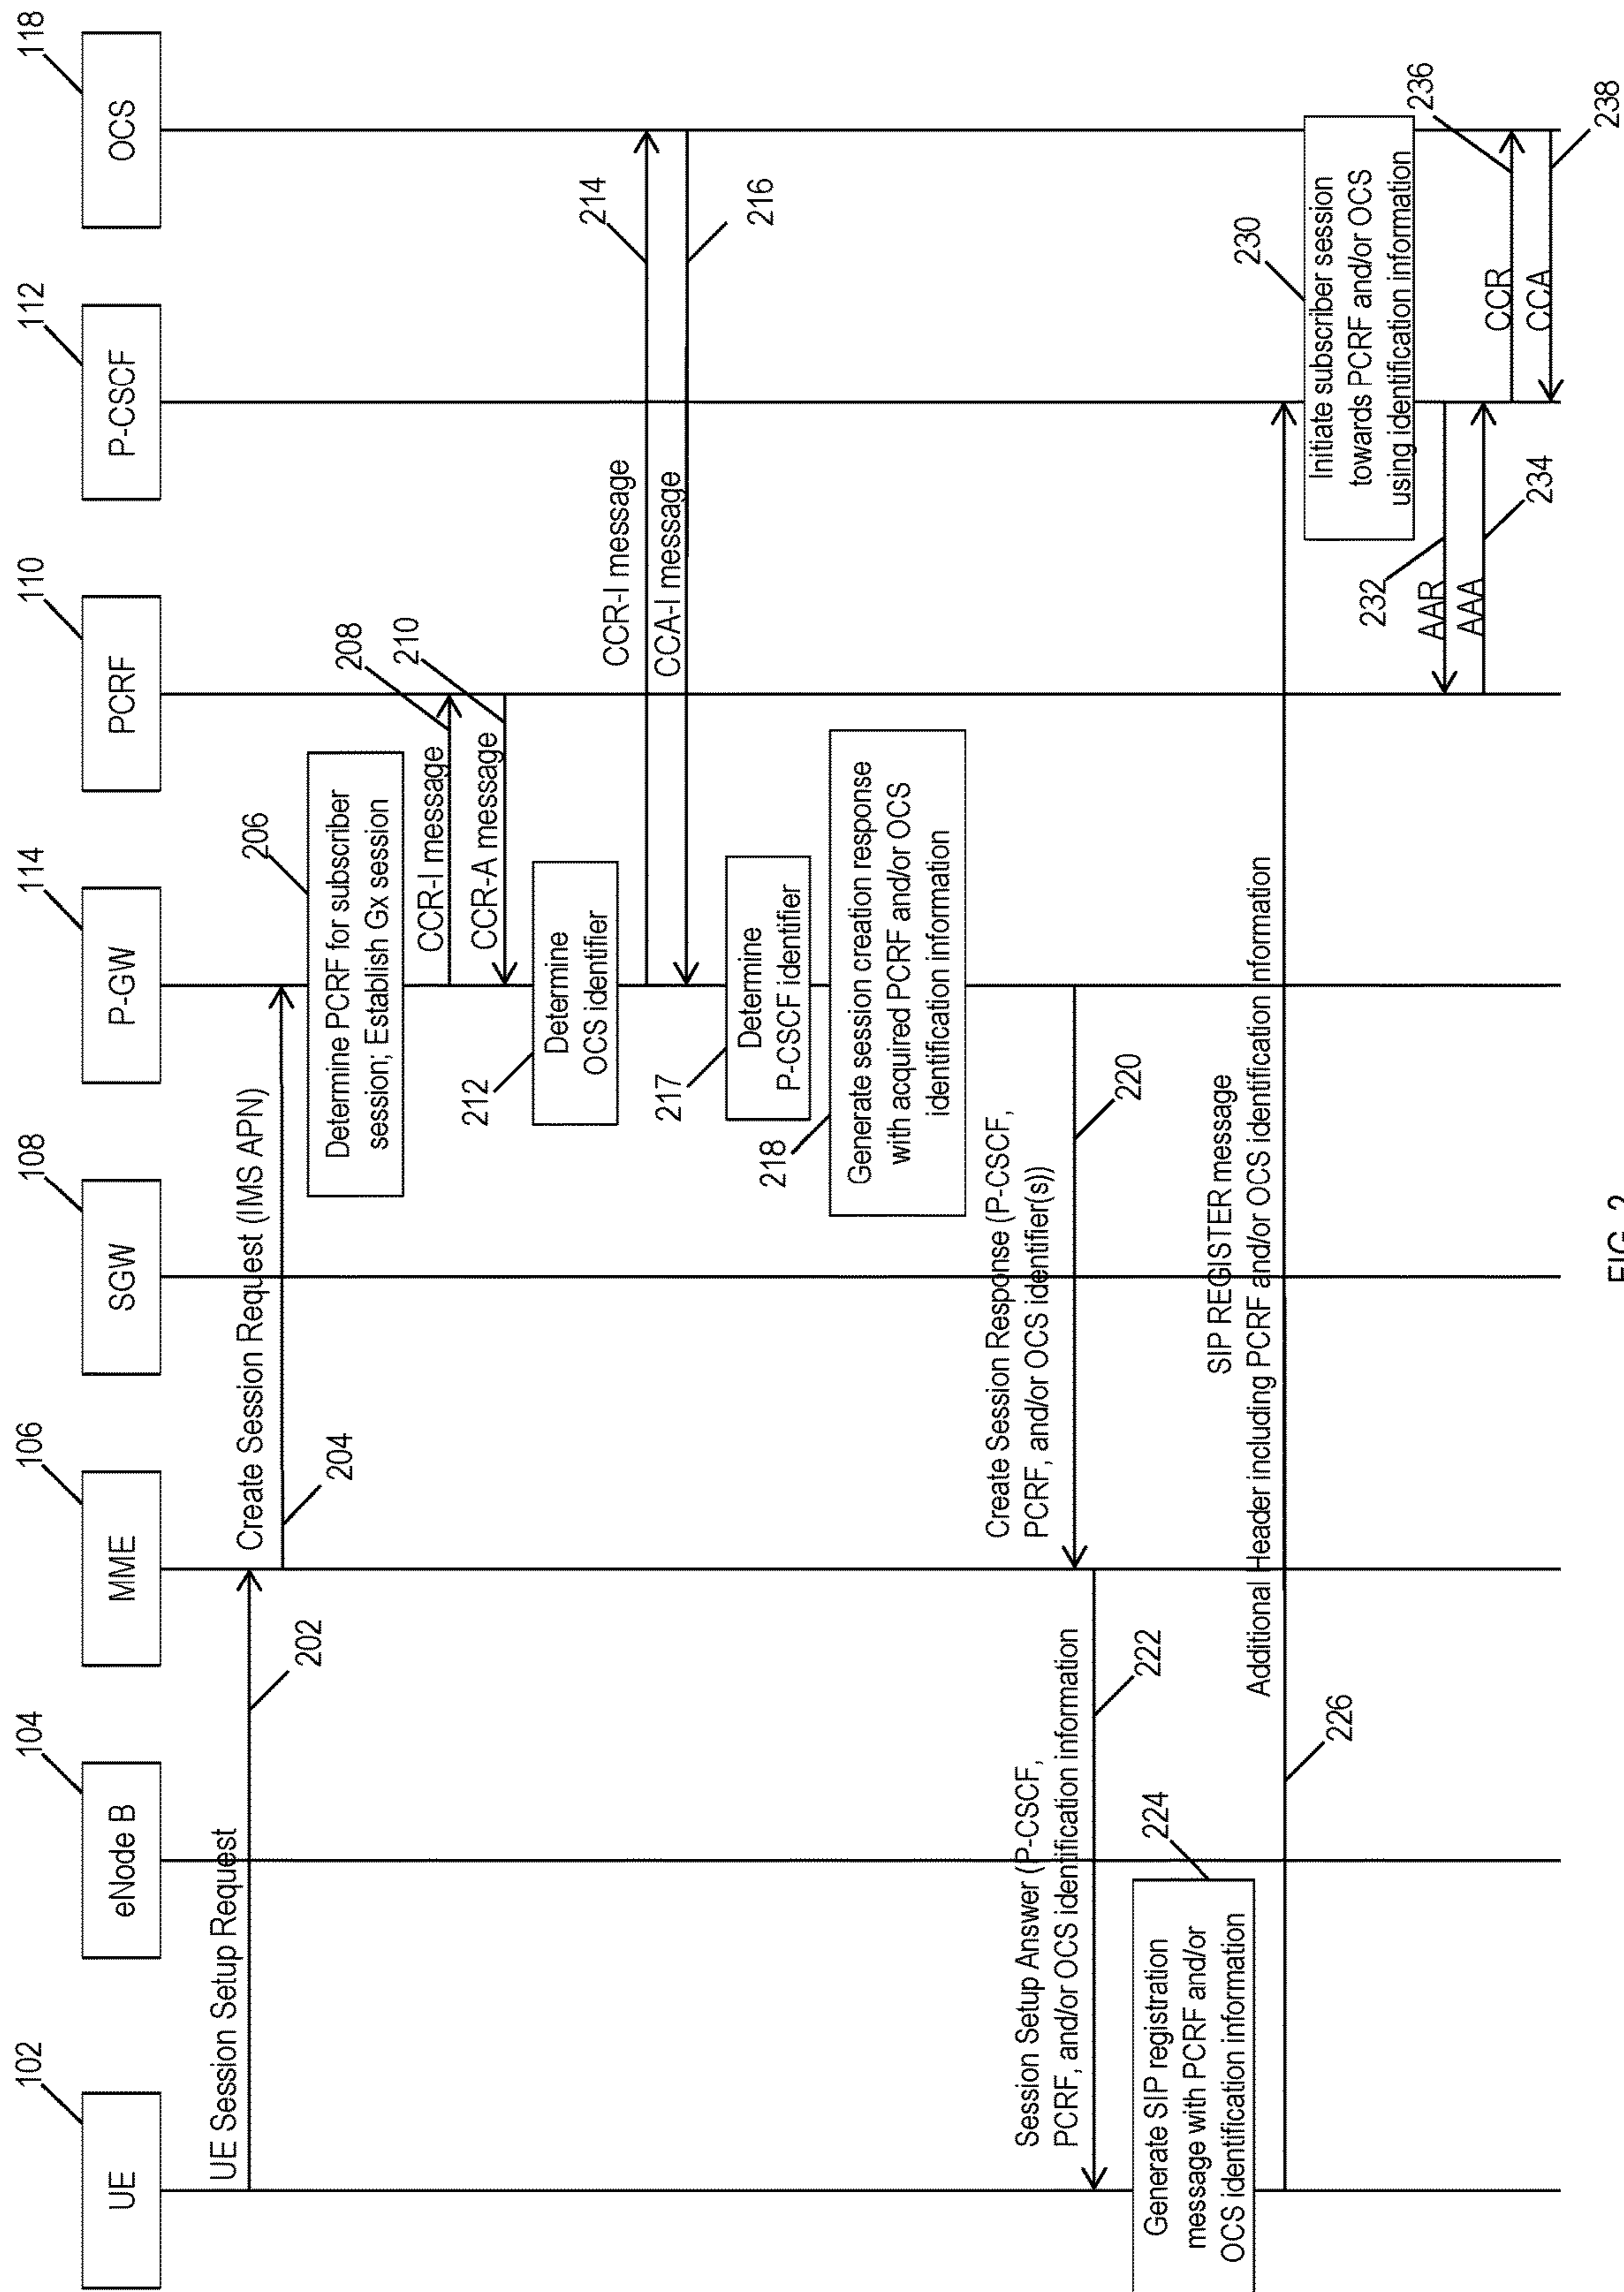 102
UE
104
eNode B
106
MME
108
SGW
114
P-GW
110
PCRF
112
P-CSCF
118
OCS
UE Session Setup Request
202
Create Session Request (IMS APN)
204
206
Determine PCRF for subscriber
session; Establish Gx session
CCR-I message
208
CCR-A message
210
212
Determine
OCS identifier
CCR-I message
214
CCA-I message
216
217
Determine
P-CSCF identifier
218
Generate session creation response
with acquired PCRF and/or OCS
identification information
Create Session Response (P-CSCF,
PCRF, and/or OCS identifier(s))
220
Session Setup Answer (P-CSCF,
PCRF, and/or OCS identification information
222
224
Generate SIP registration
message with PCRF and/or
OCS identification information
SIP REGISTER message
Additional Header including PCRF and/or OCS identification information
226
230
Initiate subscriber session
towards PCRF and/or OCS
using identification information
232
AAR
AAA
234
CCR
236
CCA
238
FIG. 2